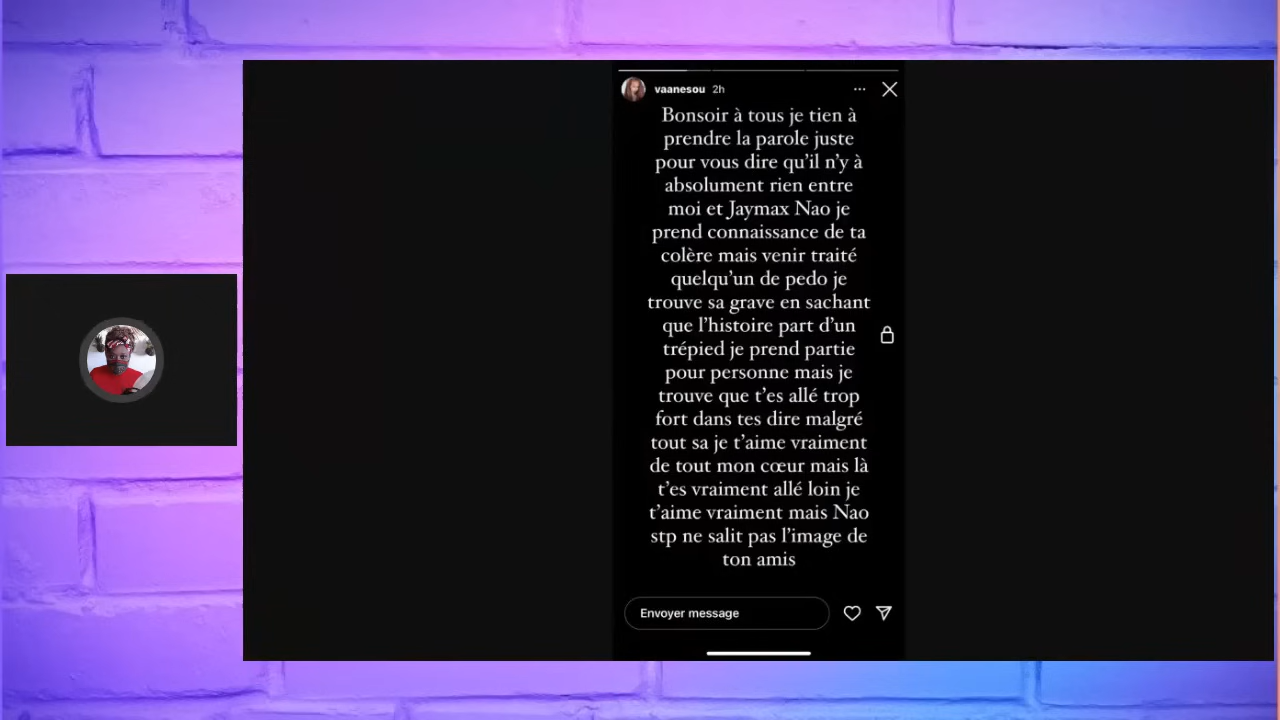 vaanesou 2h
Bonsoir à tous je tien à
prendre la parole juste
pour vous dire qu'il n'y à
absolument rien entre
moi et Jaymax Nao je
prend connaissance de ta
colère mais venir traité
quelqu'un de pedo je
trouve sa grave en sachant
que l'histoire part d'un
trépied je prend partie
pour personne mais je
trouve que t'es allé trop
fort dans tes dire malgré
tout sa je t'aime vraiment
de tout mon cœur mais là
t'es vraiment allé loin je
t'aime vraiment mais Nao
stp ne salit pas l'image de
ton amis
Envoyer message